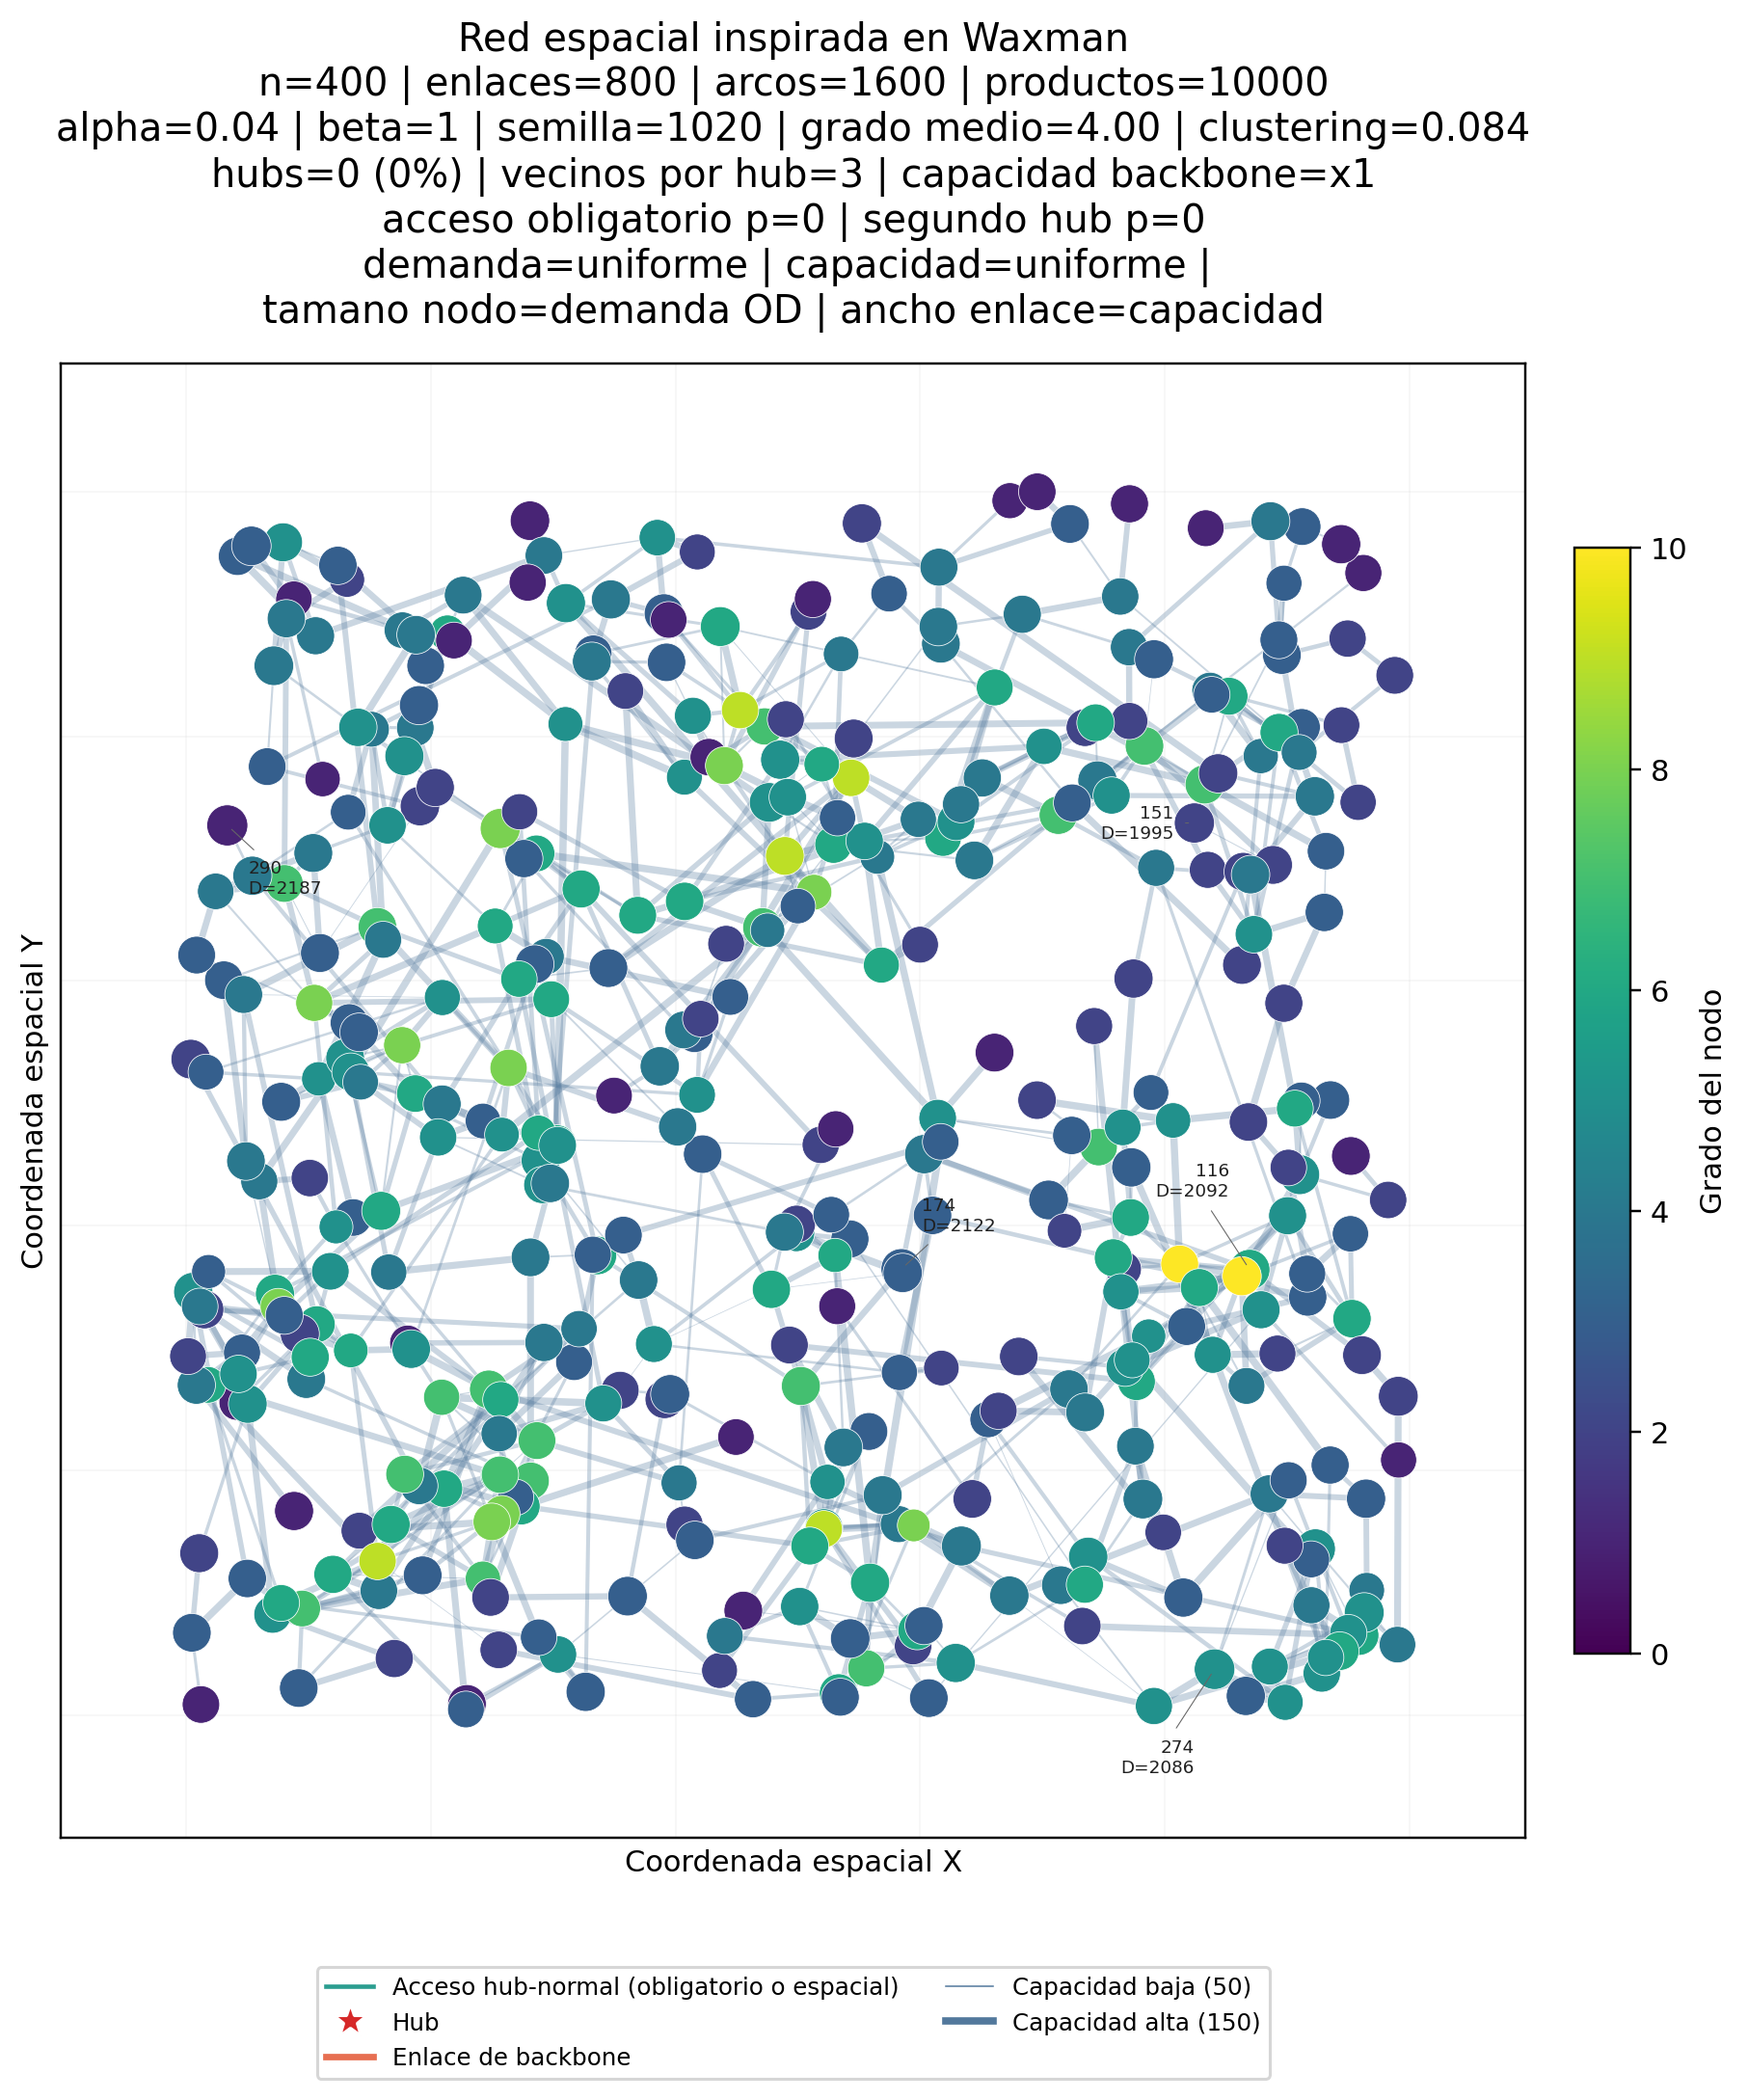 Red espacial inspirada en Waxman
n=400 | enlaces=800 | arcos=1600 | productos=10000
alpha=0.04 | beta=1 | semilla=1020 | grado medio=4.00 | clustering=0.084
hubs=0 (0%) | vecinos por hub=3 | capacidad backbone=x1
acceso obligatorio p=0 | segundo hub p=0
demanda=uniforme | capacidad=uniforme |
tamano nodo=demanda OD | ancho enlace=capacidad
Coordenada espacial Y
151
D=1995
290
D=2187
116
D=2092
174
D=2122
274
D=2086
Coordenada espacial X
10
8
6
4
2
0
Grado del nodo
Acceso hub-normal (obligatorio o espacial)
Hub
Enlace de backbone
Capacidad baja (50)
Capacidad alta (150)